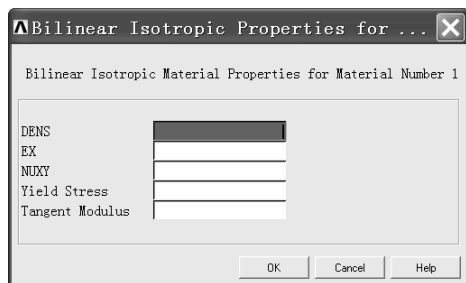 Bilinear Isotropic Properties for ...
Bilinear Isotropic Material Properties for Material Number 1
DENS
EX
NUXY
Yield Stress
Tangent Modulus
OK Cancel Help